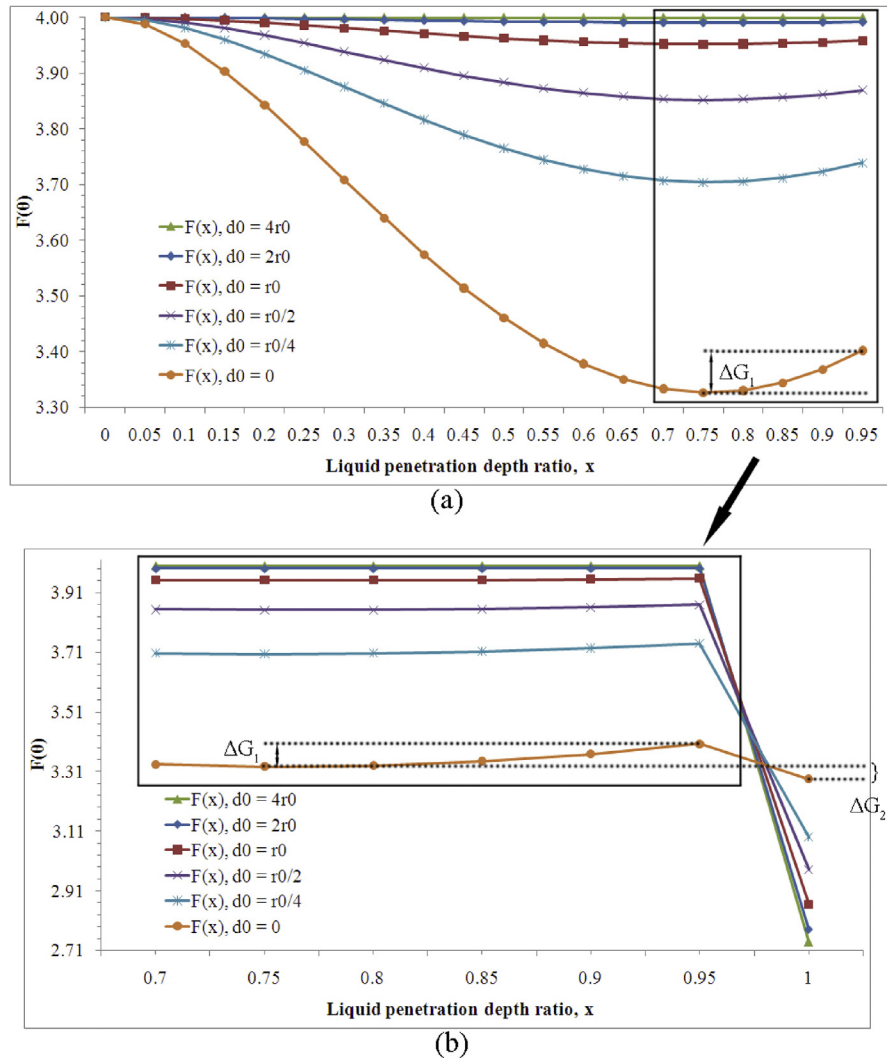 4.00
3.90
3.80
3.70
3.60
3.50
3.40
3.30
F(θ)
F(x), d0 = 4r0
F(x), d0 = 2r0
F(x), d0 = r0
F(x), d0 = r0/2
F(x), d0 = r0/4
F(x), d0 = 0
ΔG1
0 0.05 0.1 0.15 0.2 0.25 0.3 0.35 0.4 0.45 0.5 0.55 0.6 0.65 0.7 0.75 0.8 0.85 0.9 0.95
Liquid penetration depth ratio, x
(a)
3.91
3.71
3.51
3.31
3.11
2.91
2.71
F(θ)
ΔG1
ΔG2
F(x), d0 = 4r0
F(x), d0 = 2r0
F(x), d0 = r0
F(x), d0 = r0/2
F(x), d0 = r0/4
F(x), d0 = 0
0.7 0.75 0.8 0.85 0.9 0.95 1
Liquid penetration depth ratio, x
(b)